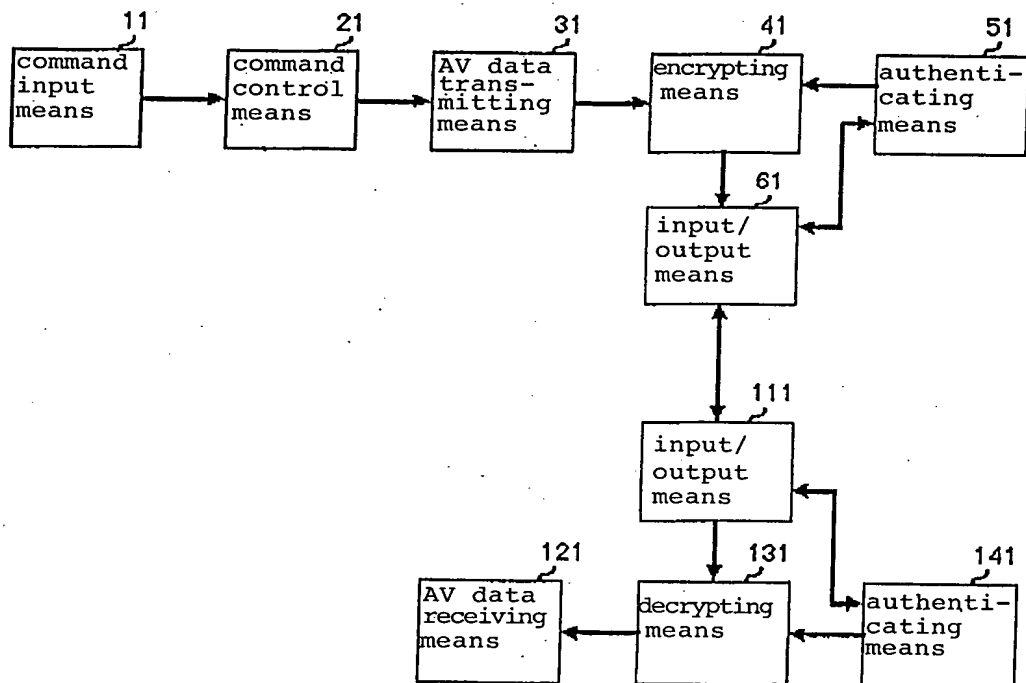 11
command
input
means
21
command
control
means
31
AV data
trans-
mitting
means
41
encrypting
means
51
authenti-
cating
means
61
input/
output
means
111
input/
output
means
121
AV data
receiving
means
131
decrypting
means
141
authenti-
cating
means